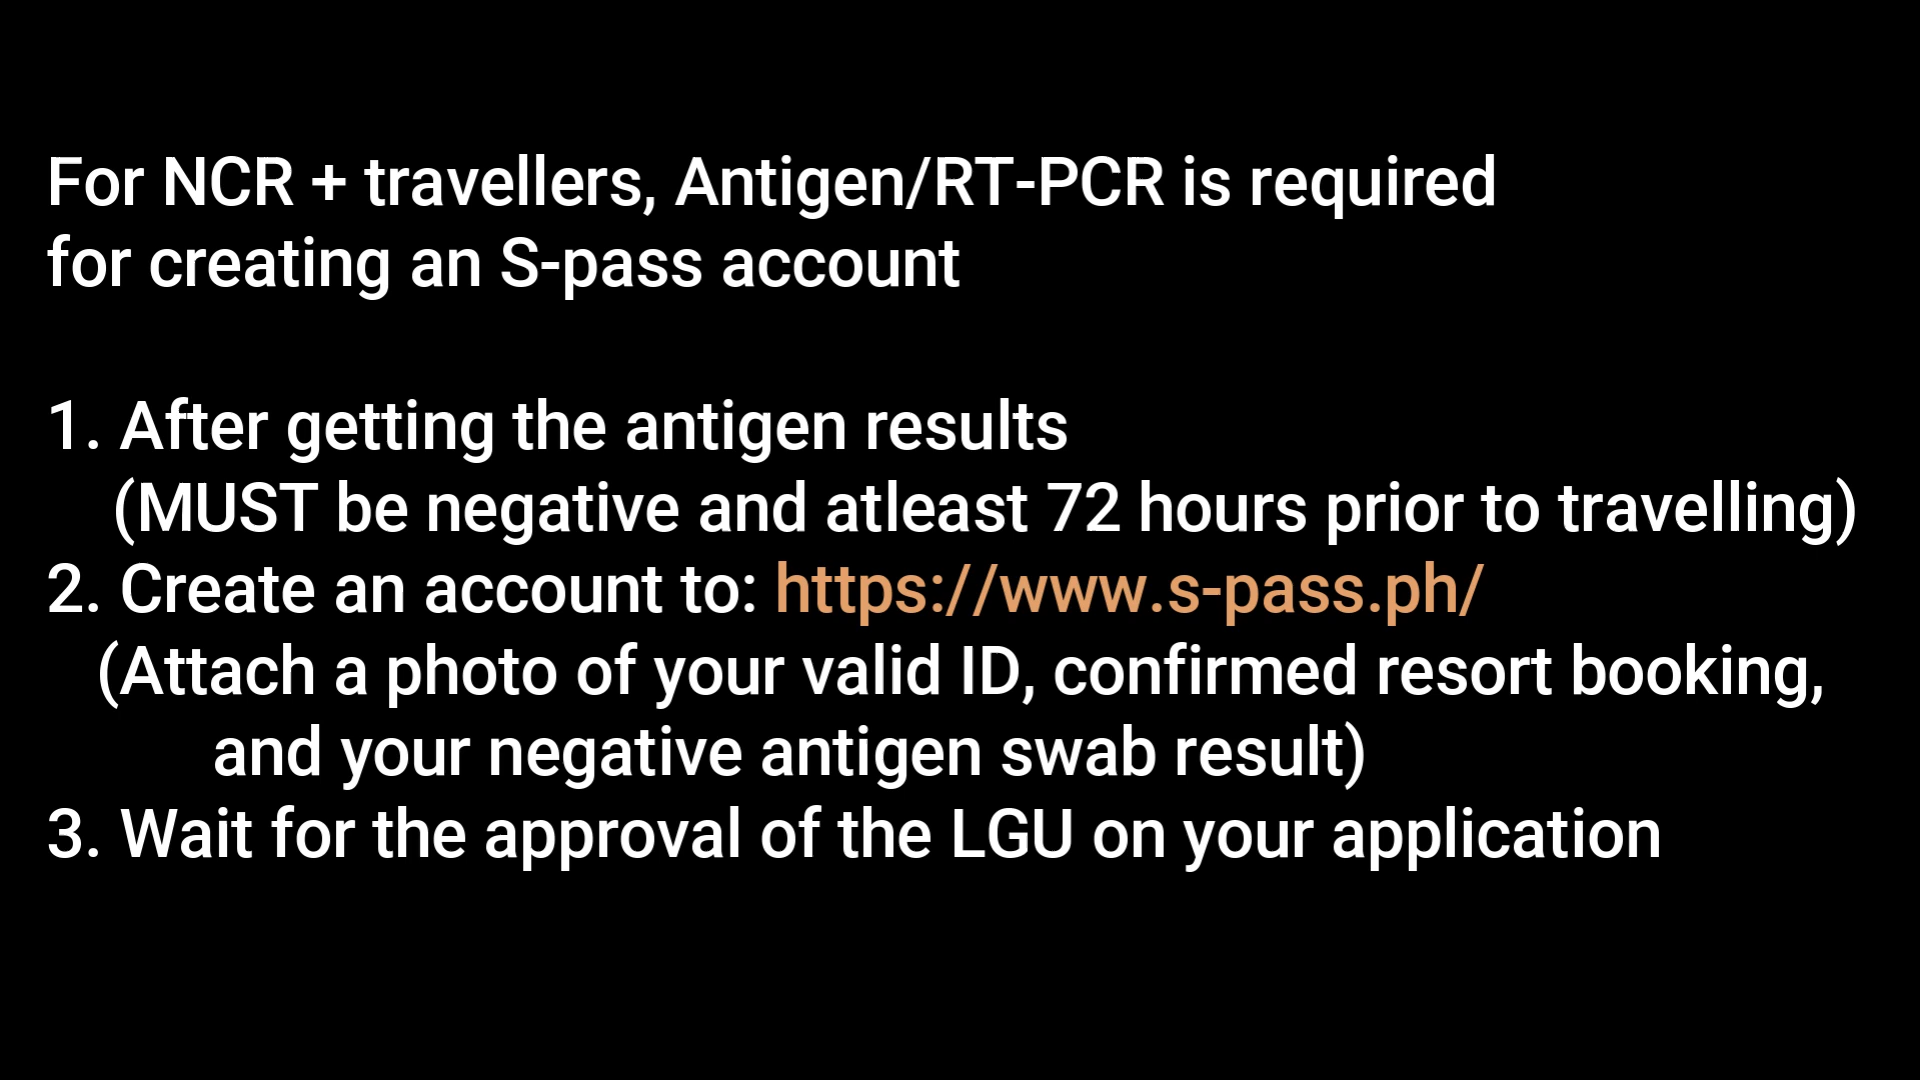 For NCR + travellers, Antigen/RT-PCR is required
for creating an S-pass account
1. After getting the antigen results
(MUST be negative and atleast 72 hours prior to travelling)
2. Create an account to: https://www.s-pass.ph/
(Attach a photo of your valid ID, confirmed resort booking,
and your negative antigen swab result)
3. Wait for the approval of the LGU on your application